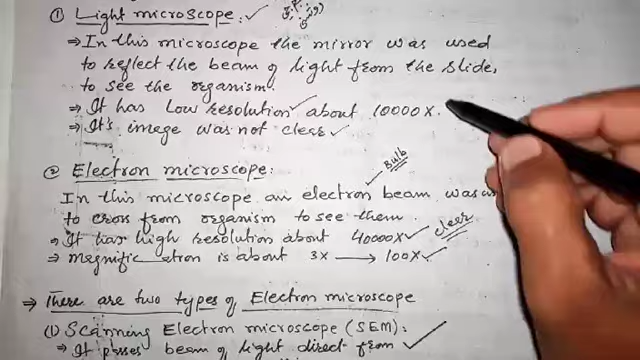 ① Light microscope:
⇒ In this microscope the mirror was used
to reflect the beam of light from the slide,
to see the organism.
⇒ It has Low resolution about 10000X.
⇒ It's image was not clear
② Electron microscope:
Bulb
In this microscope an electron beam was
to cross from organism to see them.
⇒ It has high resolution about 40000X
clear
⇒ magnification is about 3X → 100X
⇒ There are two types of Electron microscope
(1) Scanning Electron microscope (SEM):
⇒ It passes beam of light direct from